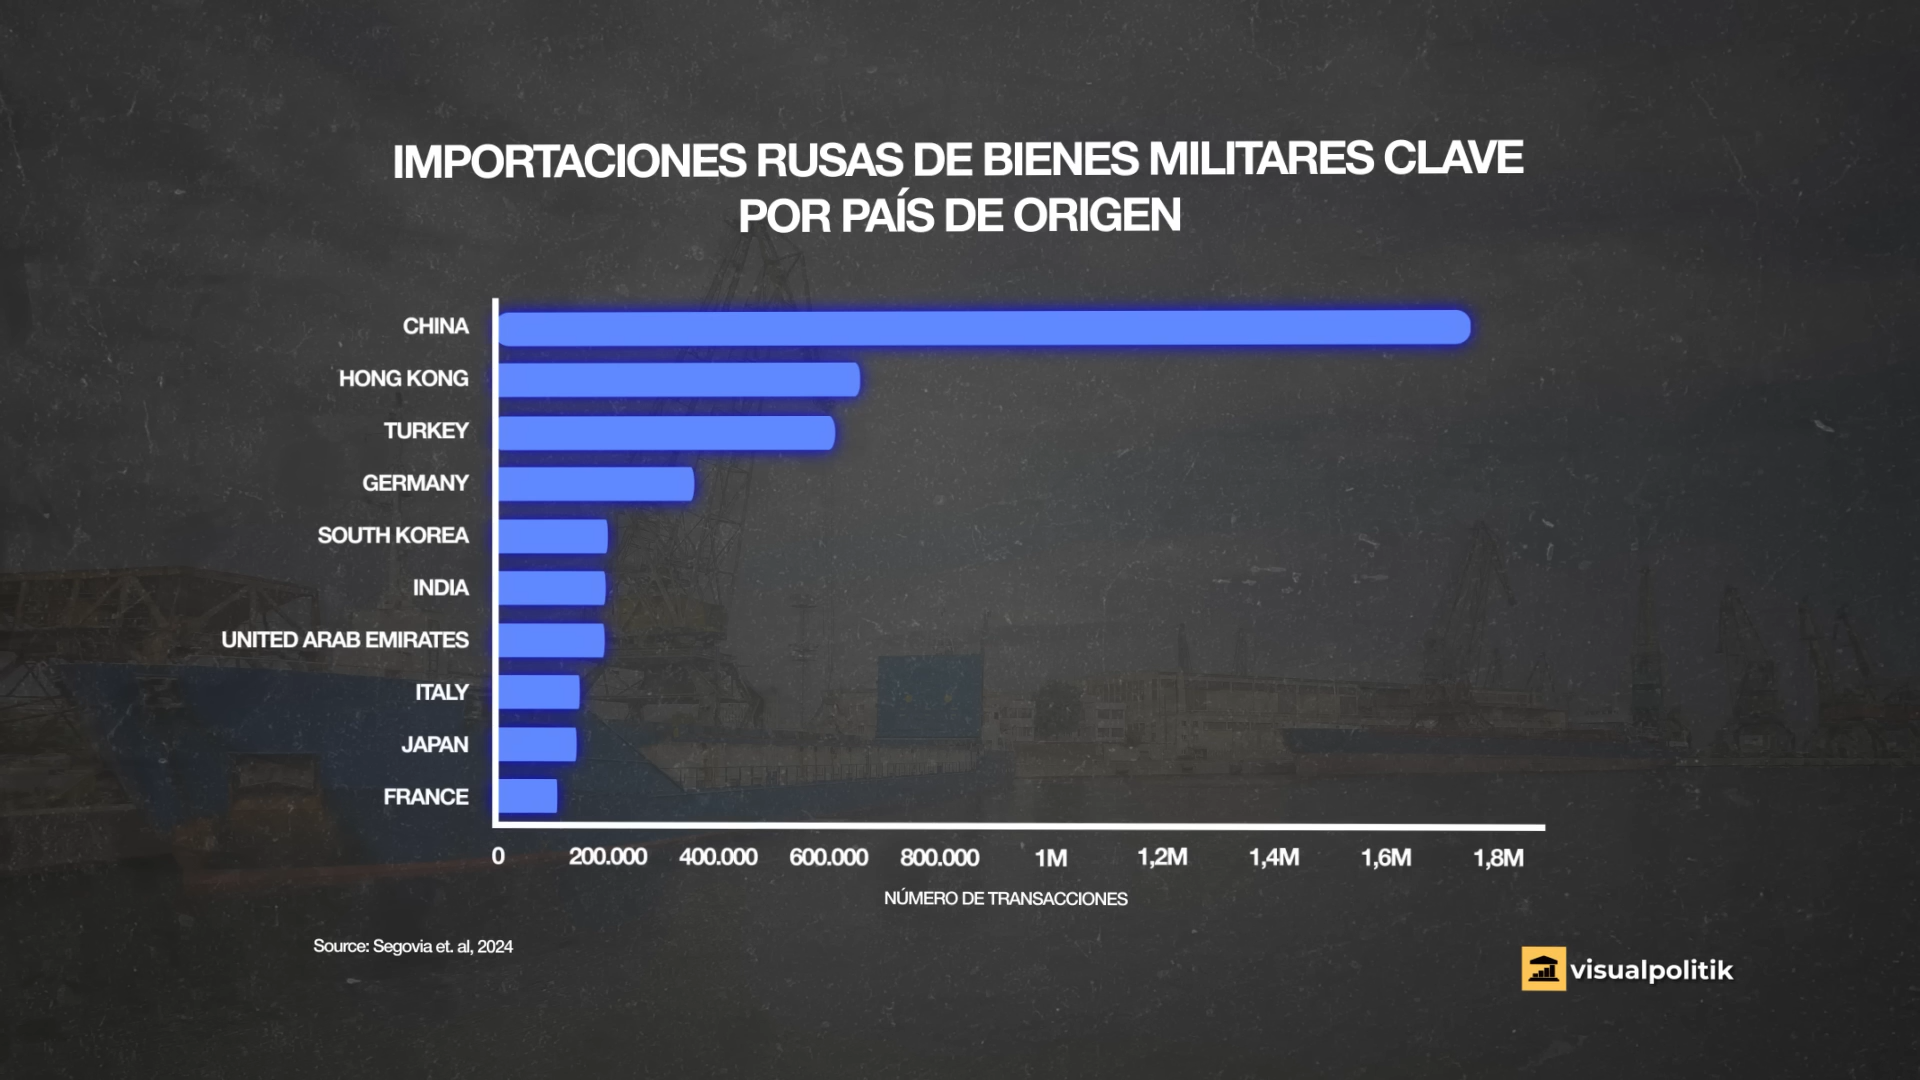 IMPORTACIONES RUSAS DE BIENES MILITARES CLAVE
POR PAÍS DE ORIGEN
CHINA
HONG KONG
TURKEY
GERMANY
SOUTH KOREA
INDIA
UNITED ARAB EMIRATES
ITALY
JAPAN
FRANCE
0 200.000 400.000 600.000 800.000 1M 1,2M 1,4M 1,6M 1,8M
NÚMERO DE TRANSACCIONES
Source: Segovia et. al, 2024
visualpolitik